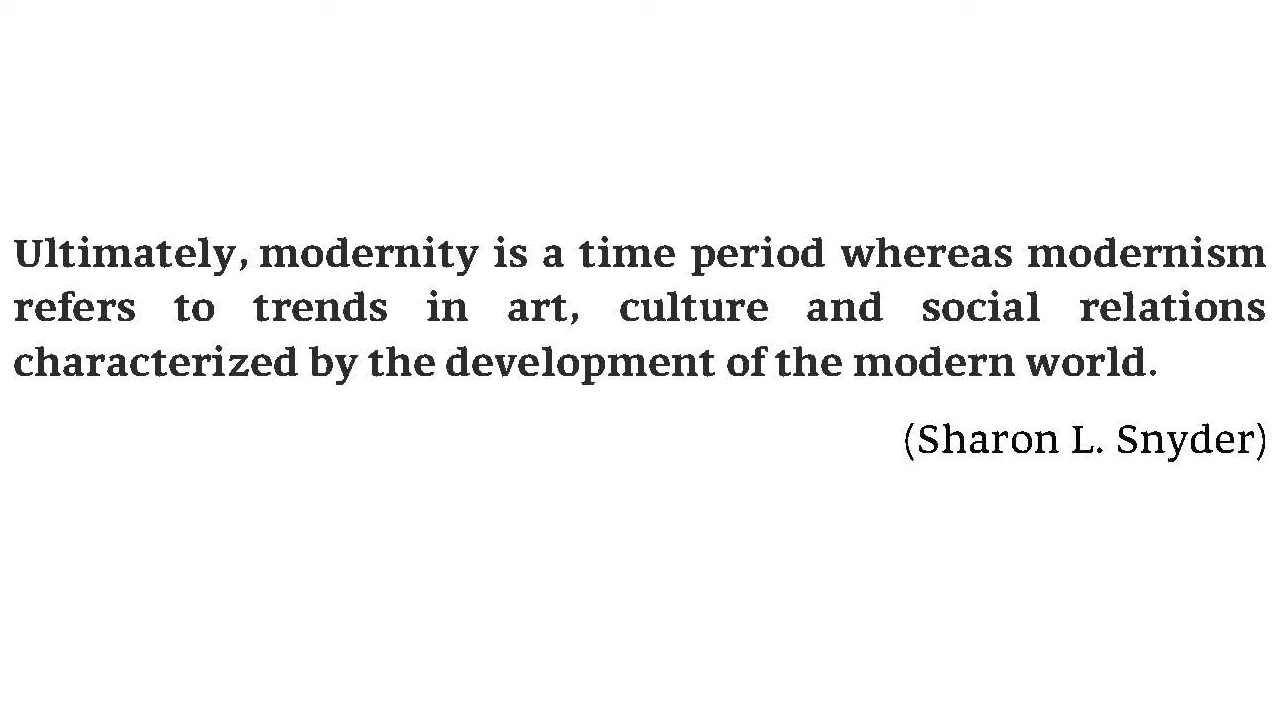 Ultimately, modernity is a time period whereas modernism
refers to trends in art, culture and social relations
characterized by the development of the modern world.
(Sharon L. Snyder)